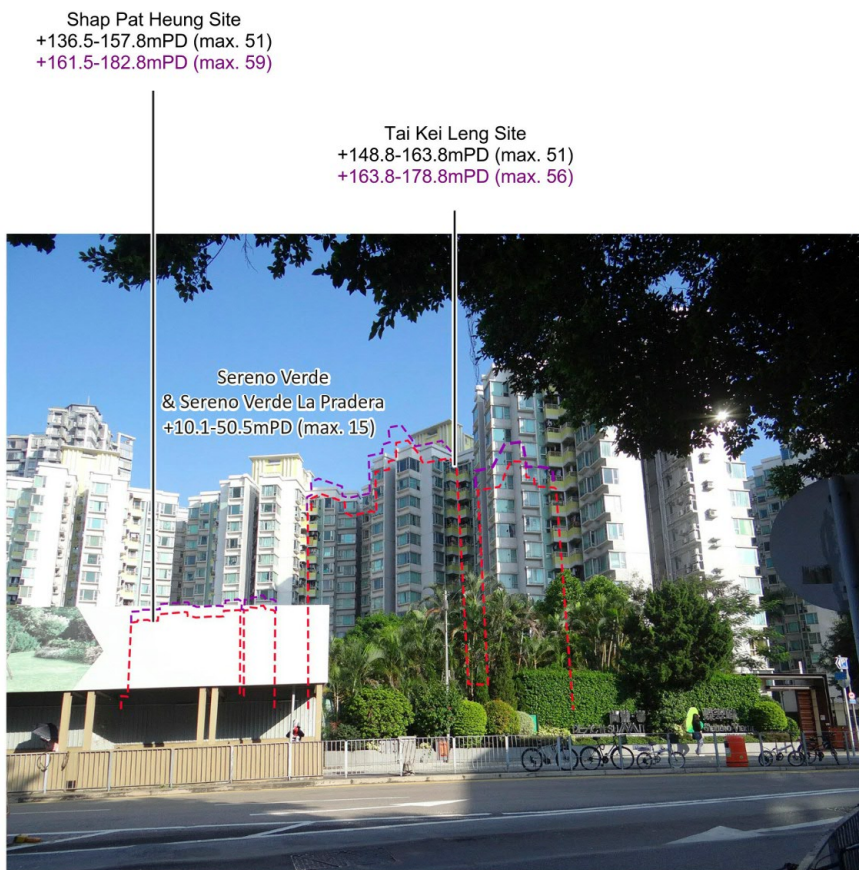 Shap Pat Heung Site
+136.5-157.8mPD (max. 51)
+161.5-182.8mPD (max. 59)
Tai Kei Leng Site
+148.8-163.8mPD (max. 51)
+163.8-178.8mPD (max. 56)
Sereno Verde
& Sereno Verde La Pradera
+10.1-50.5mPD (max. 15)